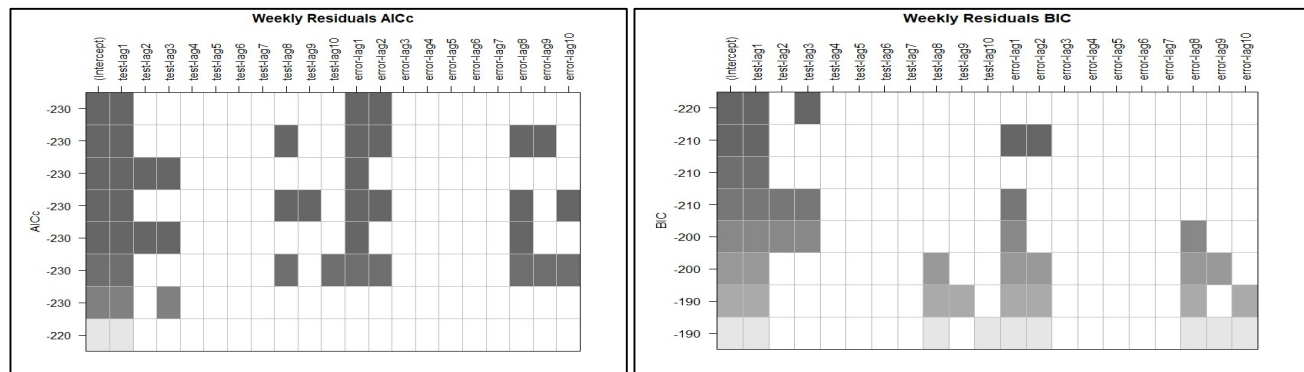 Weekly Residuals AICc
(Intercept)
test-lag1
test-lag2
test-lag3
test-lag4
test-lag5
test-lag6
test-lag7
test-lag8
test-lag9
test-lag10
error-lag1
error-lag2
error-lag3
error-lag4
error-lag5
error-lag6
error-lag7
error-lag8
error-lag9
error-lag10
AICc
-230
-230
-230
-230
-230
-230
-230
-220
Weekly Residuals BIC
(Intercept)
test-lag1
test-lag2
test-lag3
test-lag4
test-lag5
test-lag6
test-lag7
test-lag8
test-lag9
test-lag10
error-lag1
error-lag2
error-lag3
error-lag4
error-lag5
error-lag6
error-lag7
error-lag8
error-lag9
error-lag10
BIC
-220
-210
-210
-210
-200
-200
-190
-190